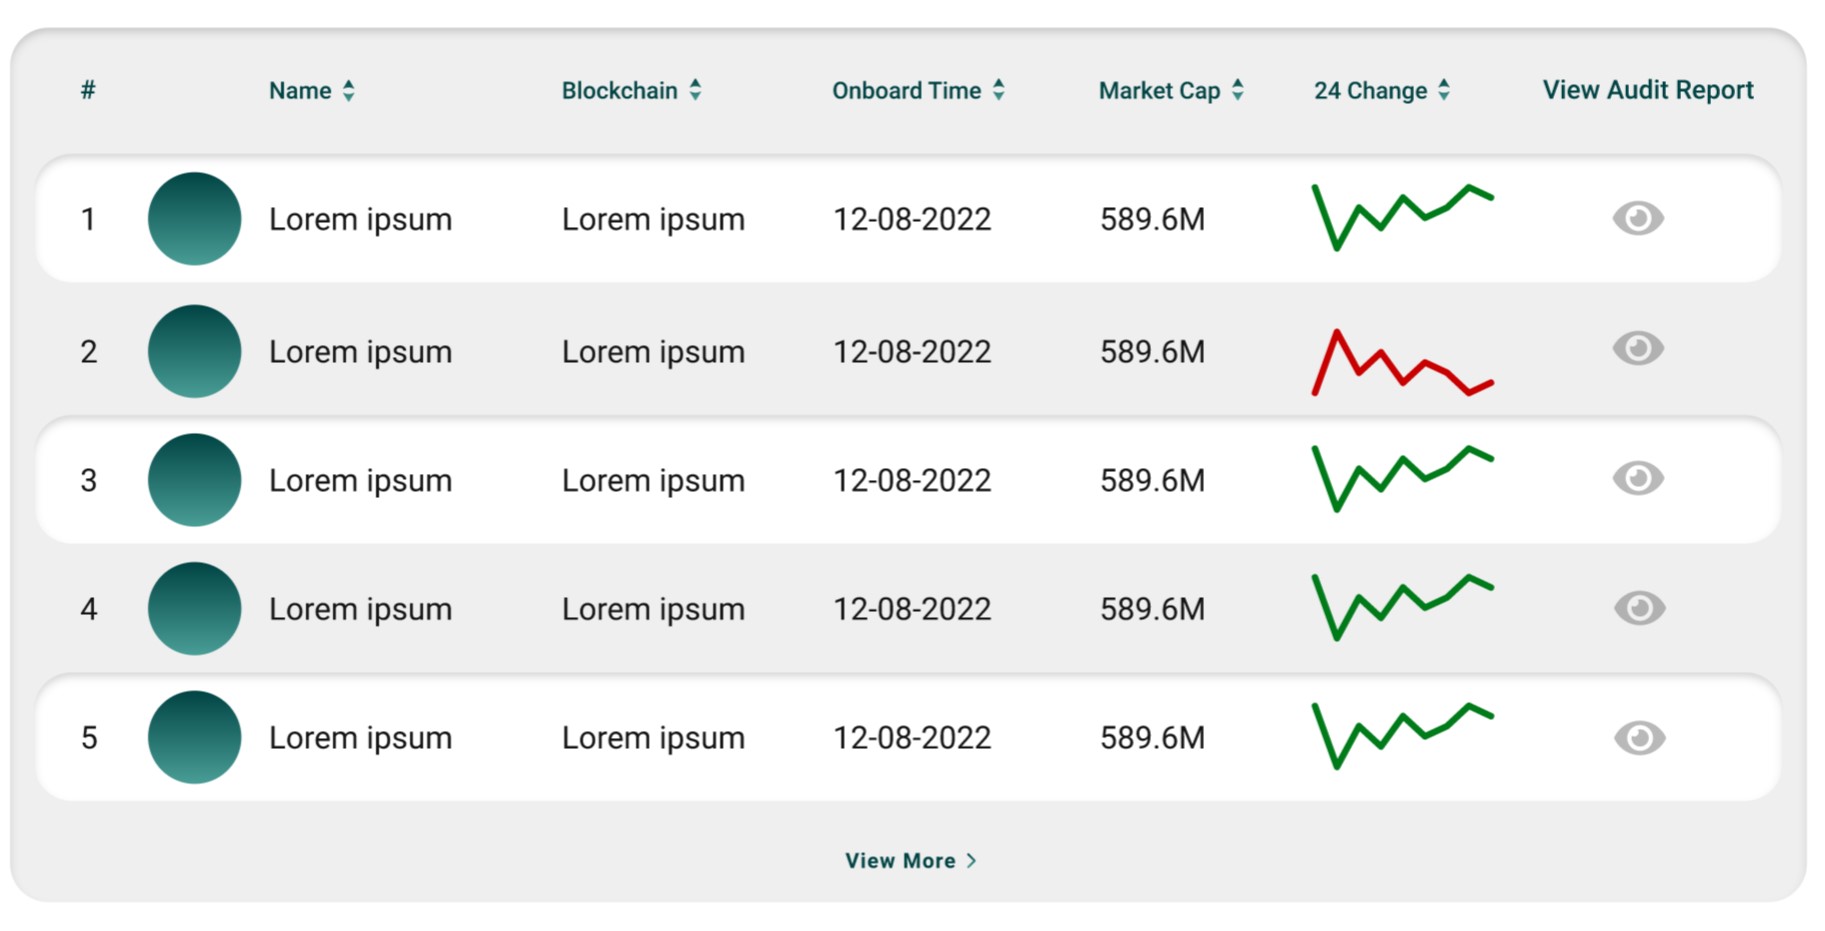 # Name Blockchain Onboard Time Market Cap 24 Change View Audit Report
1 Lorem ipsum Lorem ipsum 12-08-2022 589.6M
2 Lorem ipsum Lorem ipsum 12-08-2022 589.6M
3 Lorem ipsum Lorem ipsum 12-08-2022 589.6M
4 Lorem ipsum Lorem ipsum 12-08-2022 589.6M
5 Lorem ipsum Lorem ipsum 12-08-2022 589.6M
View More >